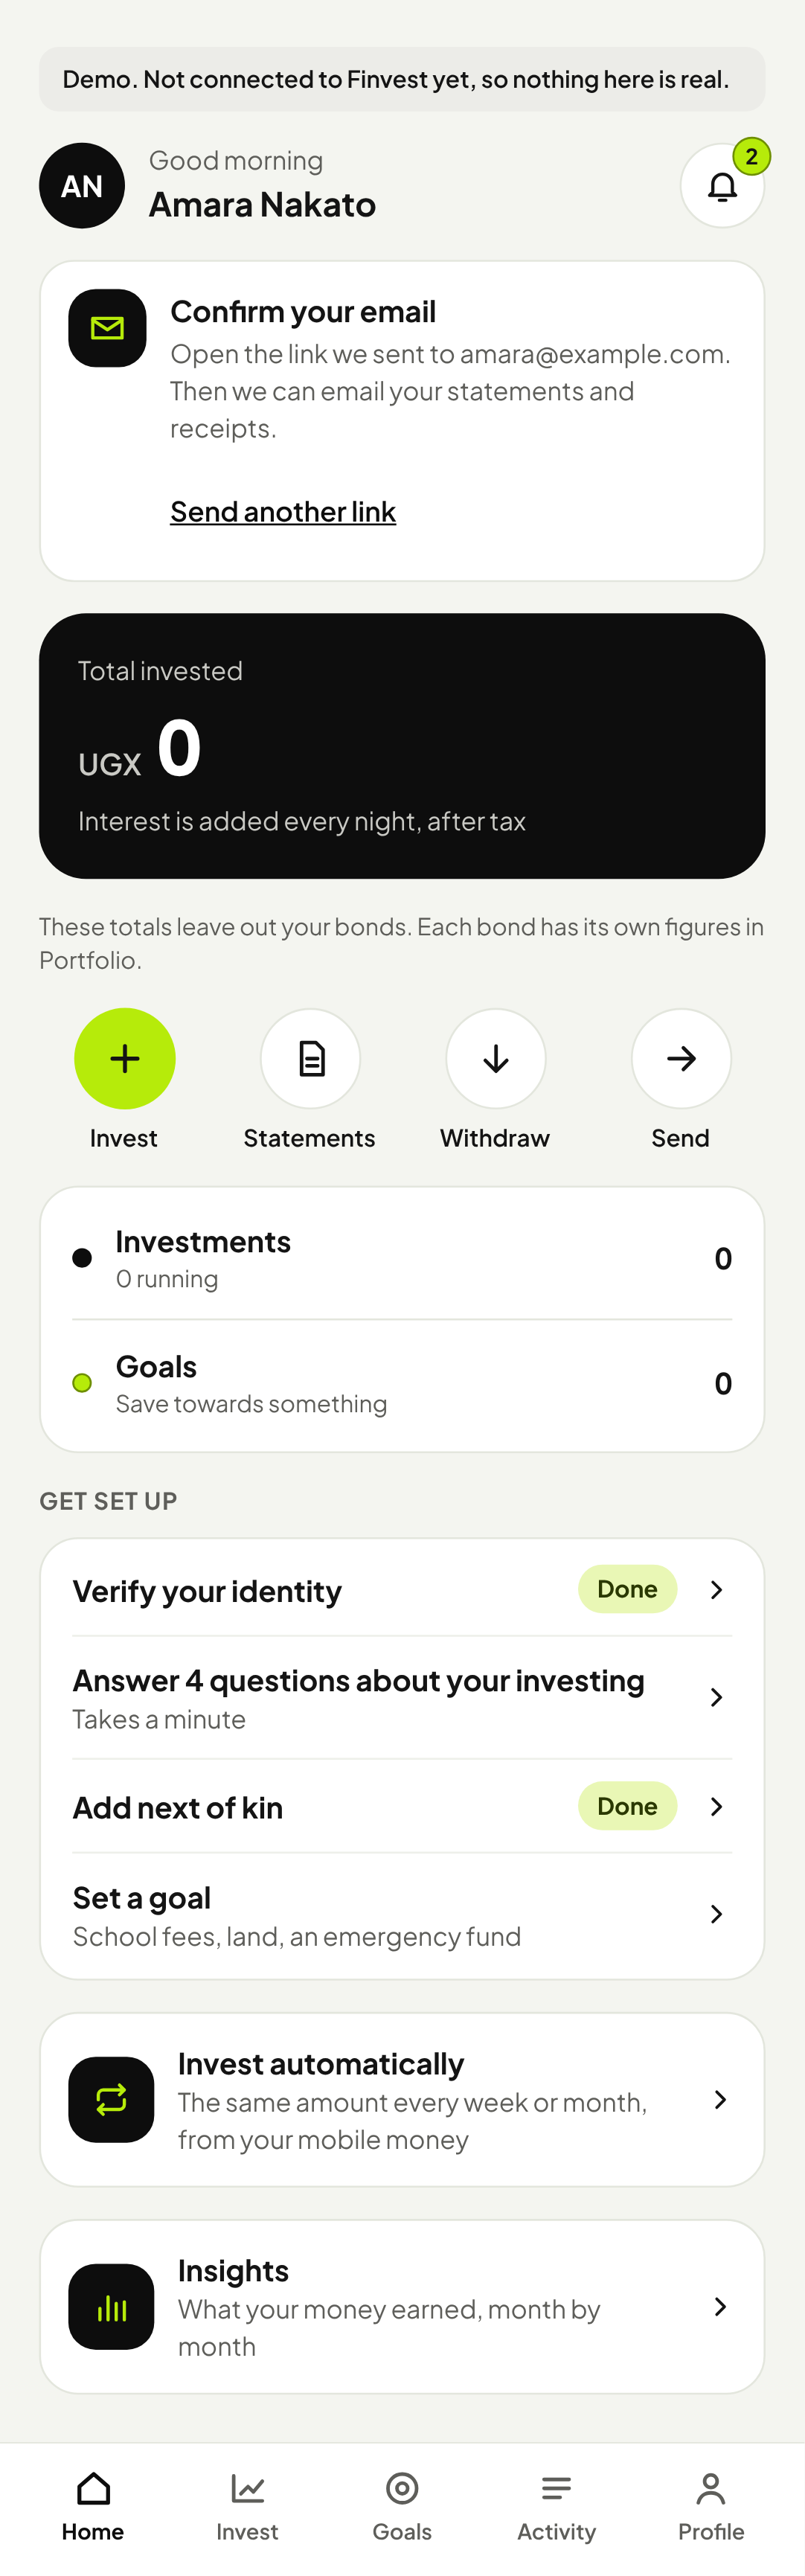 Demo. Not connected to Finvest yet, so nothing here is real.
AN
Good morning
Amara Nakato
2
Confirm your email
Open the link we sent to amara@example.com.
Then we can email your statements and
receipts.
Send another link
Total invested
UGX 0
Interest is added every night, after tax
These totals leave out your bonds. Each bond has its own figures in
Portfolio.
Invest
Statements
Withdraw
Send
Investments
0 running
0
Goals
Save towards something
0
GET SET UP
Verify your identity
Done
Answer 4 questions about your investing
Takes a minute
Add next of kin
Done
Set a goal
School fees, land, an emergency fund
Invest automatically
The same amount every week or month,
from your mobile money
Insights
What your money earned, month by
month
Home
Invest
Goals
Activity
Profile